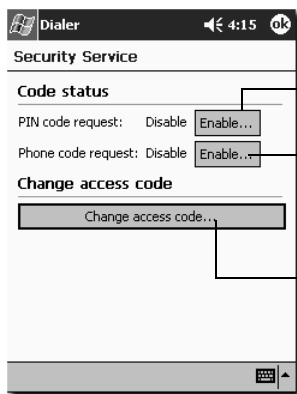 Dialer 4:15 ok
Security Service
Code status
PIN code request: Disable Enable...
Phone code request: Disable Enable...
Change access code
Change access code...